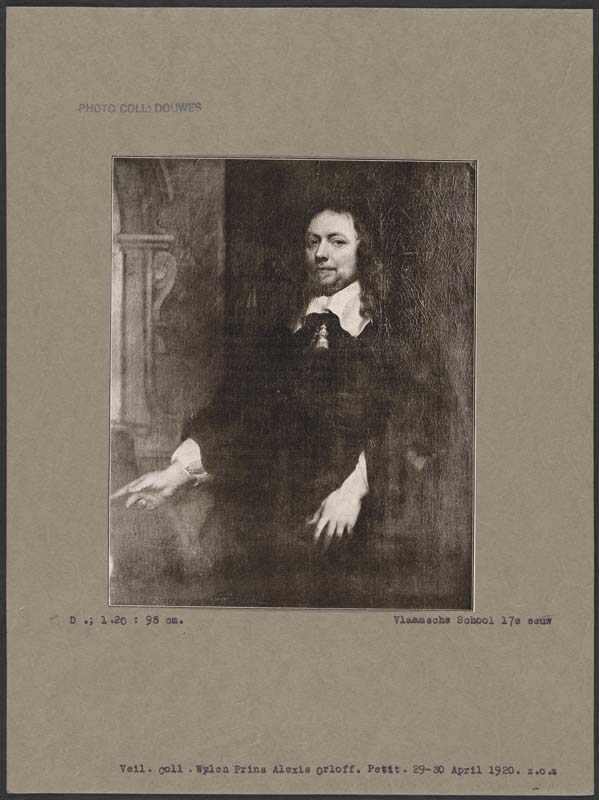 PHOTO COLL: DOUWES
D .; 1.20 : 98 cm.
Vlaamsche School 17e eeuw
Veil. Coll . Wylen Prins Alexis Orloff. Petit. 29-30 April 1920. z.o.z